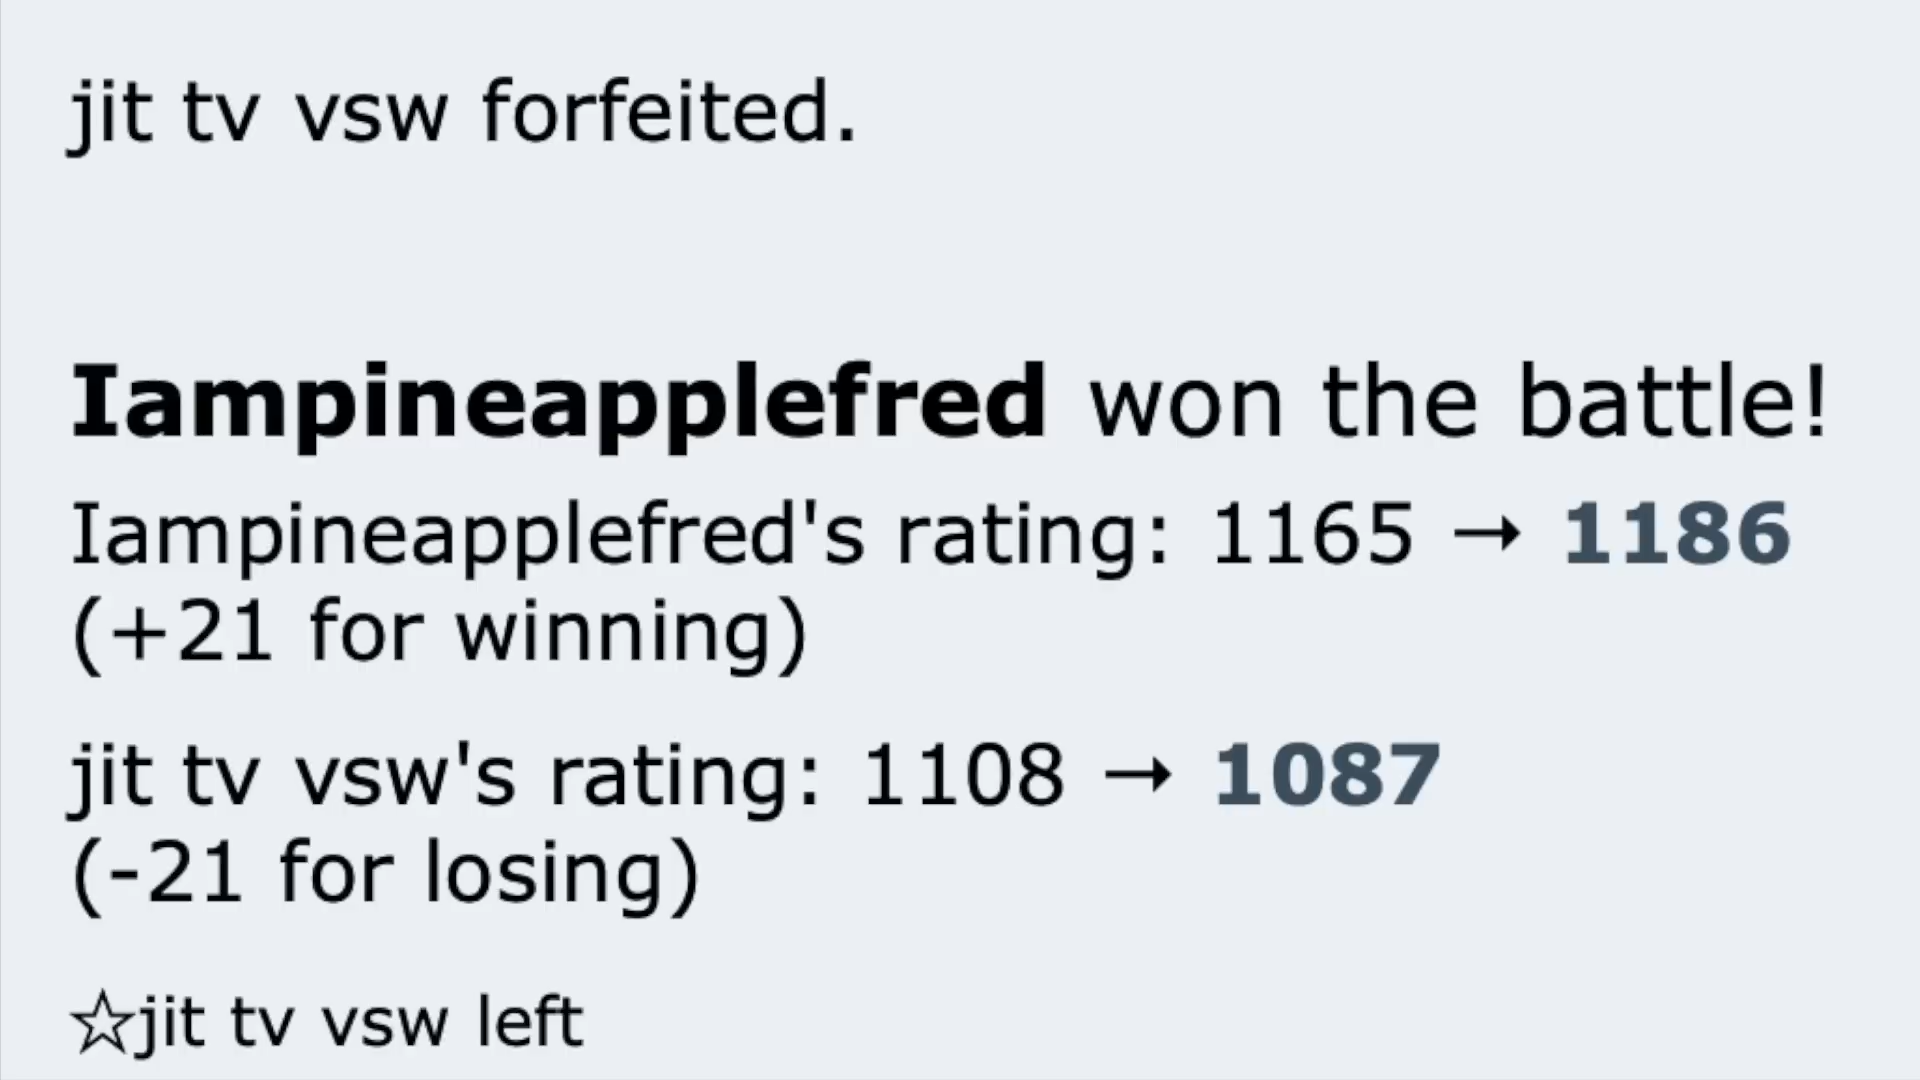 jit tv vsw forfeited.
Iampineapplefred won the battle!
Iampineapplefred's rating: 1165 → 1186
(+21 for winning)
jit tv vsw's rating: 1108 → 1087
(-21 for losing)
☆jit tv vsw left